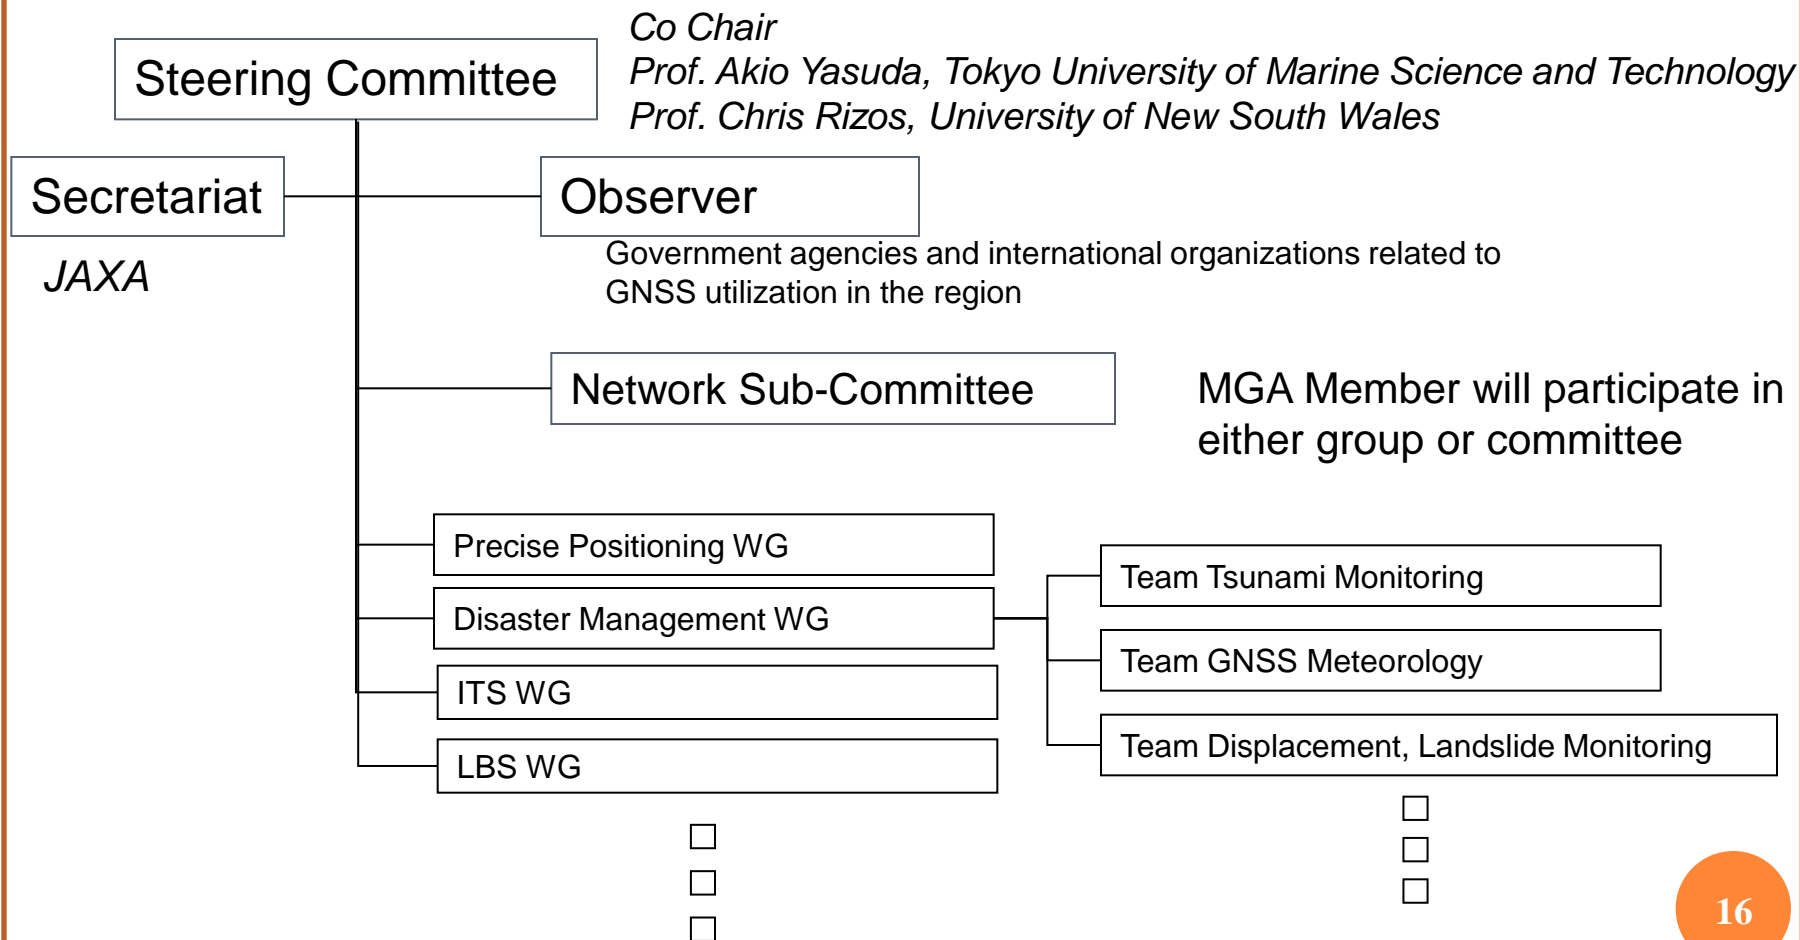 Co Chair
Steering Committee
Prof. Akio Yasuda, Tokyo University of Marine Science and Technology
Prof. Chris Rizos, University of New South Wales
Secretariat
Observer
JAXA
Government agencies and international organizations related to
GNSS utilization in the region
Network Sub-Committee
MGA Member will participate in
either group or committee
Precise Positioning WG
Disaster Management WG
ITS WG
LBS WG
Team Tsunami Monitoring
Team GNSS Meteorology
Team Displacement, Landslide Monitoring
16